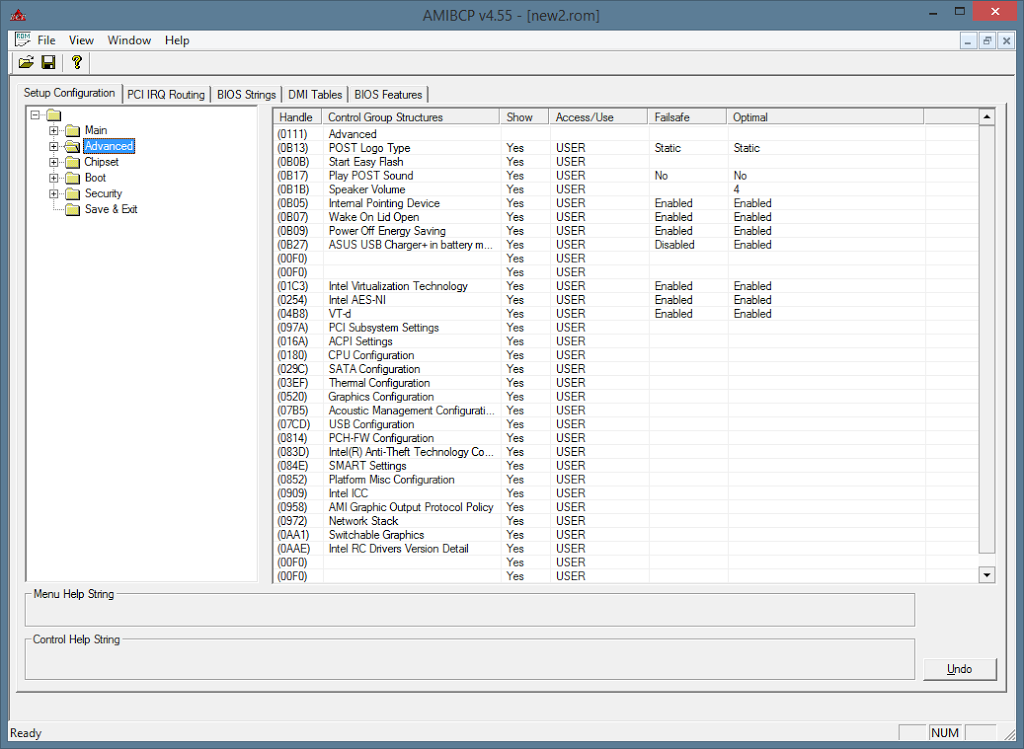 AMIBCP v4.55 - [new2.rom]
File View Window Help
Setup Configuration PCI IRQ Routing BIOS Strings DMI Tables BIOS Features
Main
Advanced
Chipset
Boot
Security
Save & Exit
Handle Control Group Structures Show Access/Use Failsafe Optimal
(0111) Advanced
(0B13) POST Logo Type Yes USER Static Static
(0B0B) Start Easy Flash Yes USER
(0B17) Play POST Sound Yes USER No No
(0B1B) Speaker Volume Yes USER 4
(0B05) Internal Pointing Device Yes USER Enabled Enabled
(0B07) Wake On Lid Open Yes USER Enabled Enabled
(0B09) Power Off Energy Saving Yes USER Enabled Enabled
(0B27) ASUS USB Charger+ in battery m... Yes USER Disabled Enabled
(00F0) Yes USER
(00F0) Yes USER
(01C3) Intel Virtualization Technology Yes USER Enabled Enabled
(0254) Intel AES-NI Yes USER Enabled Enabled
(04B8) VT-d Yes USER Enabled Enabled
(097A) PCI Subsystem Settings Yes USER
(016A) ACPI Settings Yes USER
(0180) CPU Configuration Yes USER
(029C) SATA Configuration Yes USER
(03EF) Thermal Configuration Yes USER
(0520) Graphics Configuration Yes USER
(07B5) Acoustic Management Configurati... Yes USER
(07CD) USB Configuration Yes USER
(0814) PCH-FW Configuration Yes USER
(083D) Intel(R) Anti-Theft Technology Co... Yes USER
(084E) SMART Settings Yes USER
(0852) Platform Misc Configuration Yes USER
(0909) Intel ICC Yes USER
(0958) AMI Graphic Output Protocol Policy Yes USER
(0972) Network Stack Yes USER
(0AA1) Switchable Graphics Yes USER
(0AAE) Intel RC Drivers Version Detail Yes USER
(00F0) Yes USER
(00F0) Yes USER
Menu Help String
Control Help String
Undo
Ready NUM